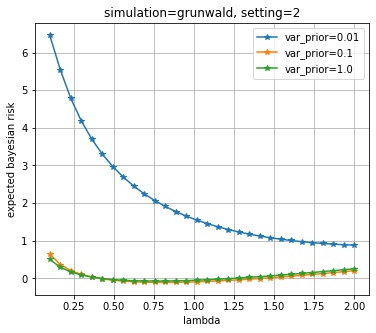 simulation=grunwald, setting=2
var_prior=0.01
var_prior=0.1
var_prior=1.0
expected bayesian risk
6
5
4
3
2
1
0
0.25 0.50 0.75 1.00 1.25 1.50 1.75 2.00
lambda